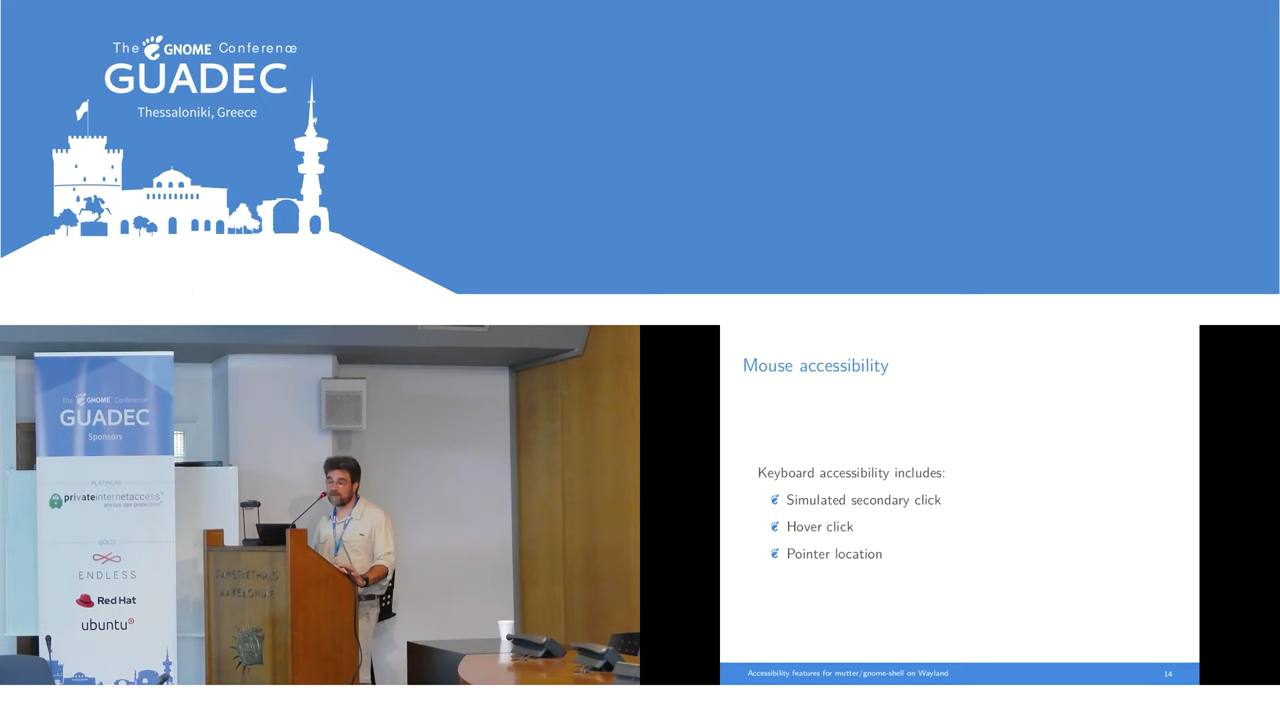 The GNOME Conference
GUADEC
Thessaloniki, Greece
The GNOME Conference
GUADEC
Sponsors
PLATINUM
privateinternetaccess®
always use protection®
GOLD
ENDLESS
Red Hat
ubuntu®
Mouse accessibility
Keyboard accessibility includes:
Simulated secondary click
Hover click
Pointer location
Accessibility features for mutter/gnome-shell on Wayland
14